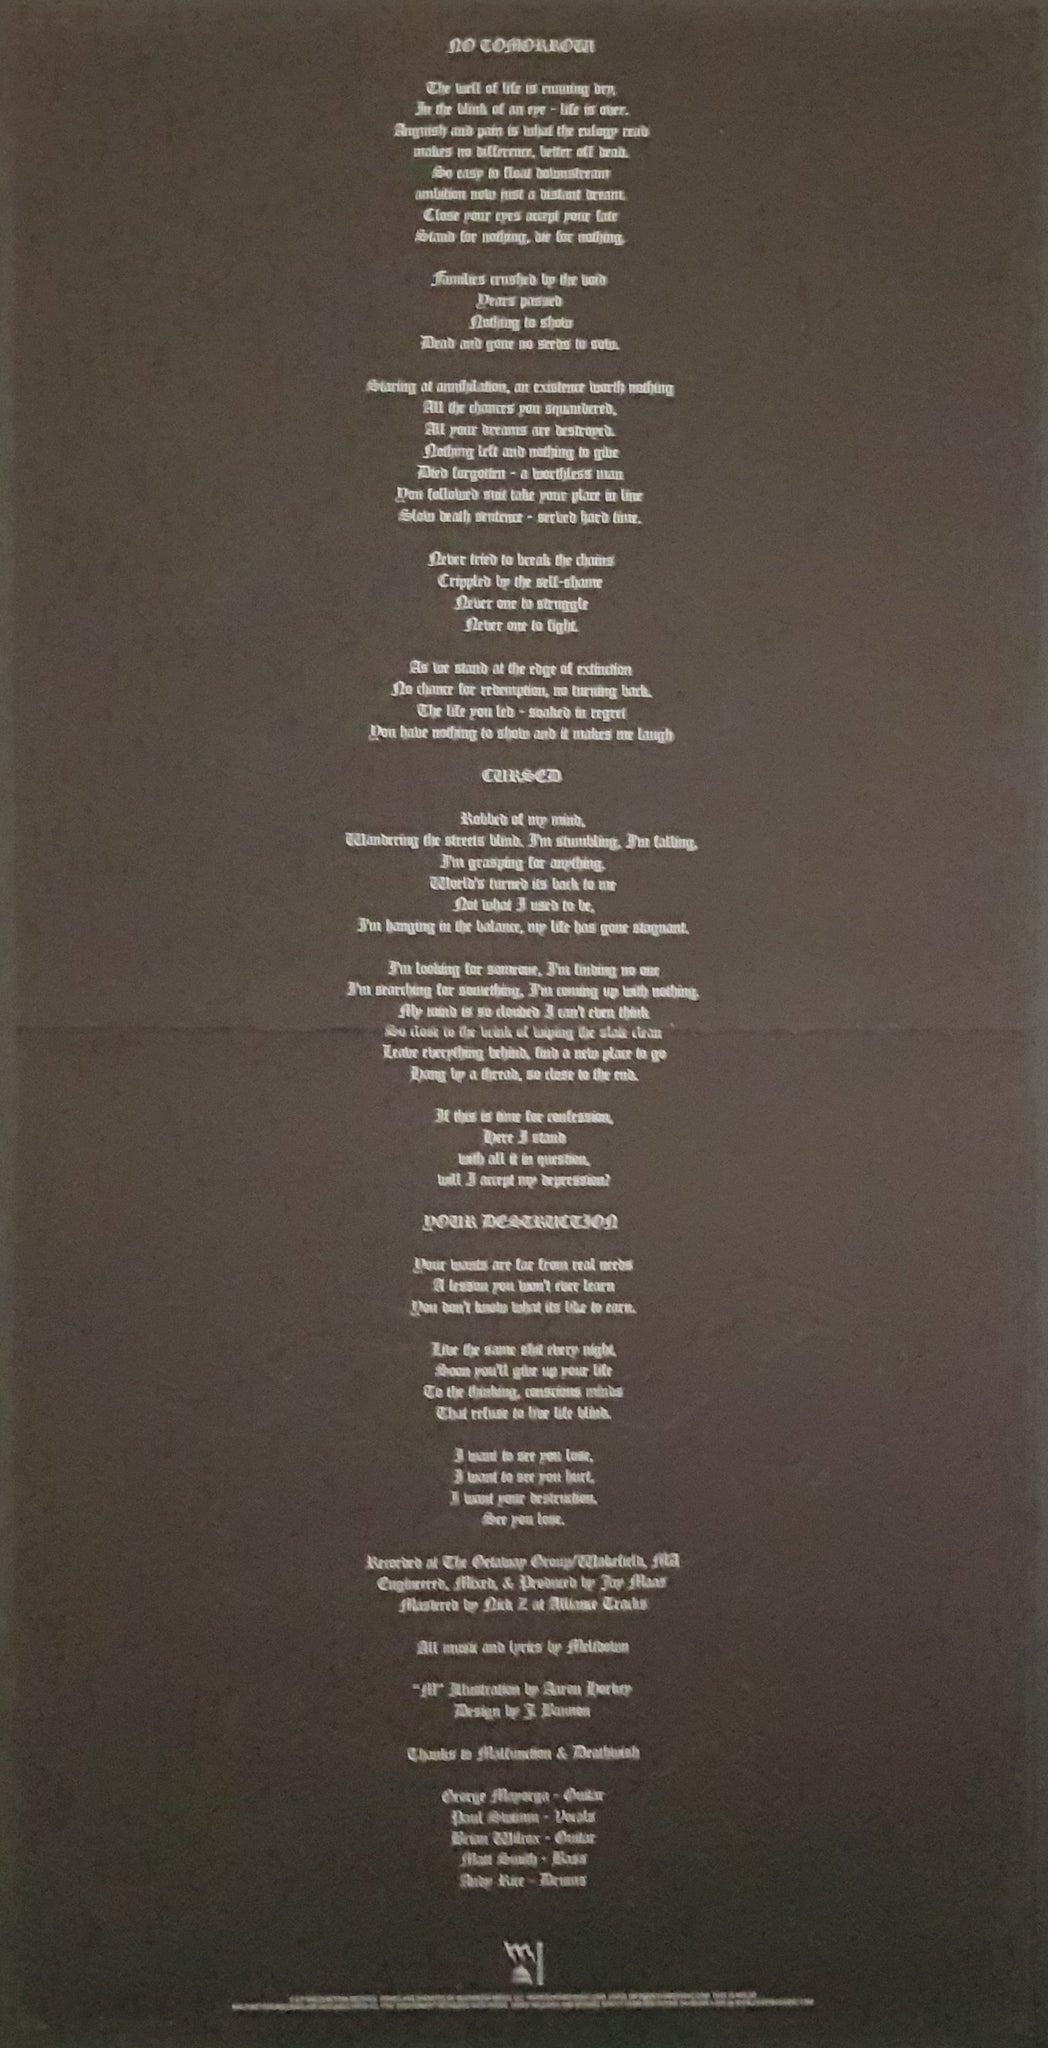 NO TOMORROW
The well of life is running dry,
In the blink of an eye - life is over.
Anguish and pain is what the eulogy read
makes no difference, better off dead.
So easy to float downstream
ambition now just a distant dream.
Close your eyes accept your fate
Stand for nothing, die for nothing.
Families crushed by the void
Years passed
Nothing to show
Dead and gone no seeds to sow.
Staring at annihilation, an existence worth nothing
All the chances you squandered,
All your dreams are destroyed.
Nothing left and nothing to give
Died forgotten - a worthless man
You followed suit take your place in line
Slow death sentence - served hard time.
Never tried to break the chains
Crippled by the self-shame
Never one to struggle
Never one to fight.
As we stand at the edge of extinction
No chance for redemption, no turning back.
The life you led - soaked in regret
You have nothing to show and it makes me laugh
CURSED
Robbed of my mind,
Wandering the streets blind, I'm stumbling, I'm falling,
I'm grasping for anything.
World's turned its back to me
Not what I used to be,
I'm hanging in the balance, my life has gone stagnant.
I'm looking for someone, I'm finding no one
I'm searching for something, I'm coming up with nothing.
My mind is so clouded I can't even think
So close to the brink of wiping the slate clean
Leave everything behind, find a new place to go
Hang by a thread, so close to the end.
If this is time for confession,
Here I stand
with all it in question,
will I accept my depression?
YOUR DESTRUCTION
Your wants are far from real needs
A lesson you won't ever learn
You don't know what its like to earn.
Live the same shit every night,
Soon you'll give up your life
To the thinking, conscious minds
That refuse to live life blind.
I want to see you lose,
I want to see you hurt,
I want your destruction,
See you lose.
Recorded at The Getaway Group/Wakefield, MA
Engineered, Mixed, & Produced by Jay Maas
Mastered by Nick Z at Alliance Tracks
All music and lyrics by Meltdown
"M" Illustration by Aaron Horkey
Design by J. Bannon
Thanks to Malfunction & Deathwish
George Mayorga - Guitar
Paul - Vocals
Brian Wilcox - Guitar
Matt Smith - Bass
Andy Rice - Drums